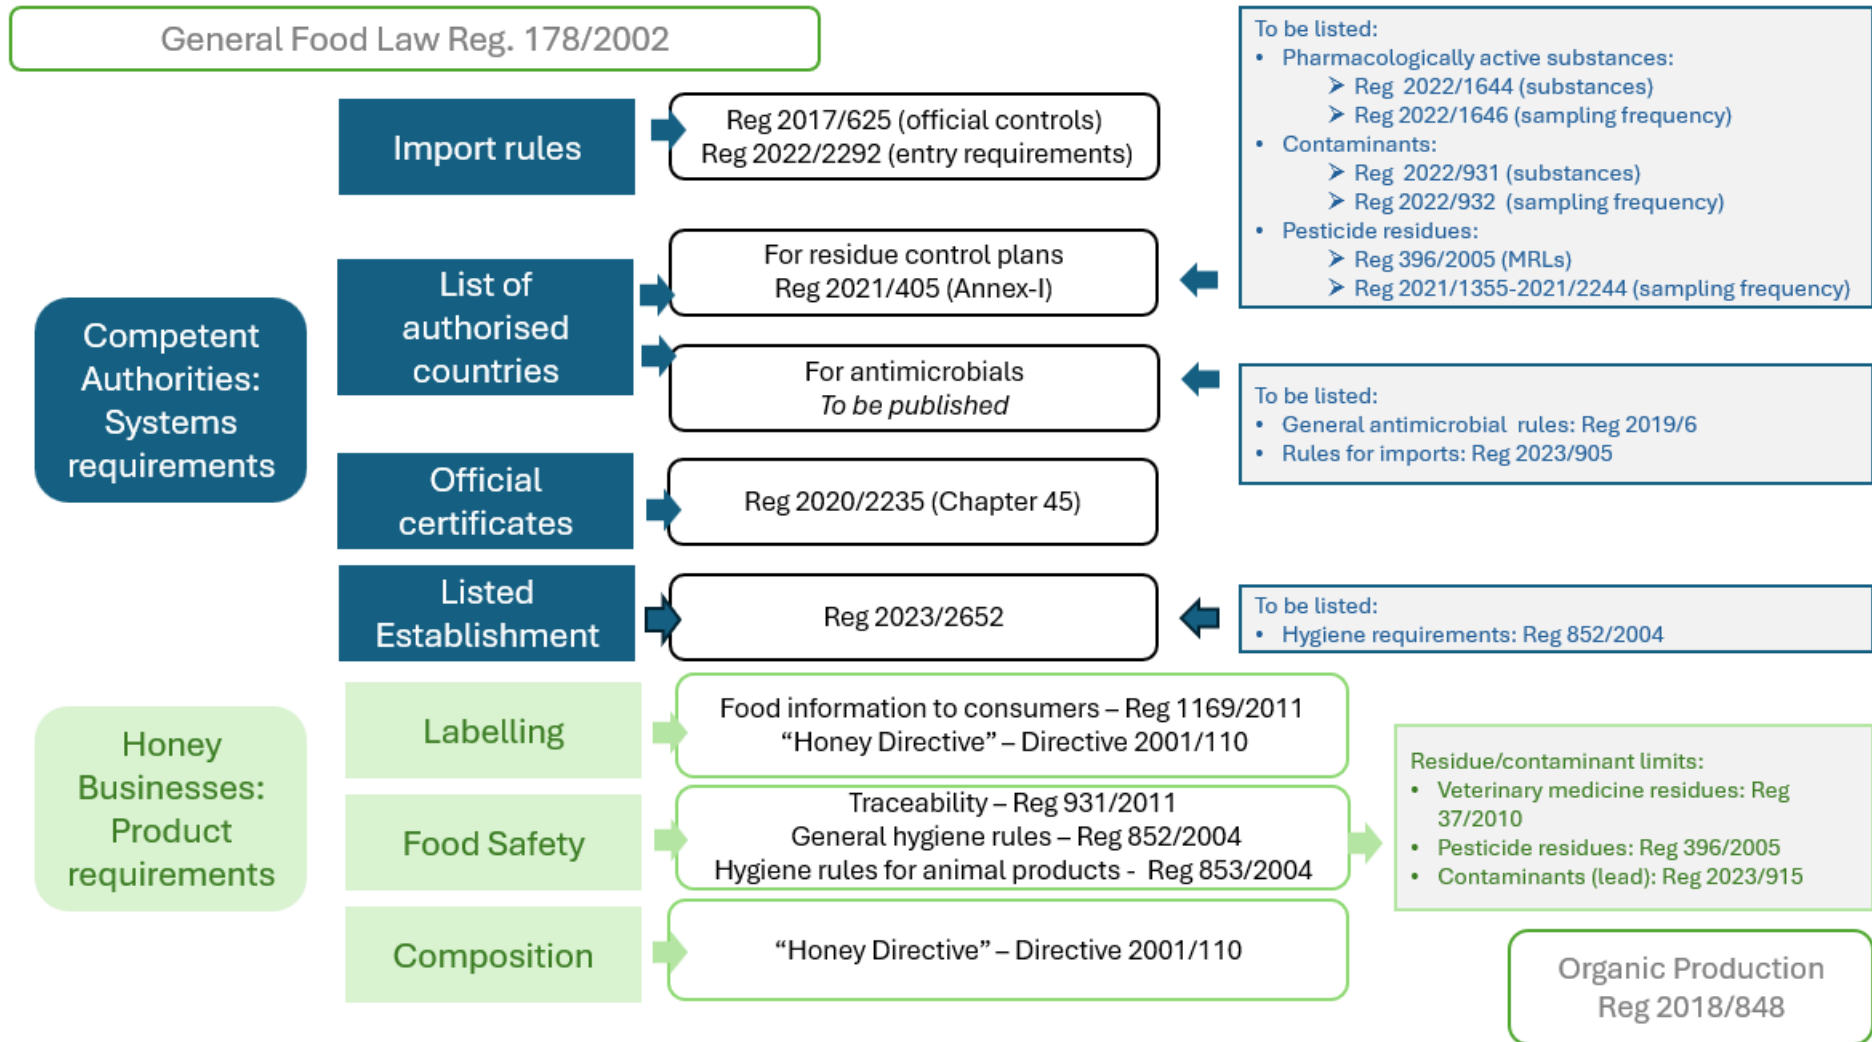 General Food Law Reg. 178/2002
Competent
Authorities:
Systems
requirements
Import rules
Reg 2017/625 (official controls)
Reg 2022/2292 (entry requirements)
List of
authorised
countries
For residue control plans
Reg 2021/405 (Annex-I)
To be listed:
• Pharmacologically active substances:
➢ Reg  2022/1644 (substances)
➢ Reg 2022/1646 (sampling frequency)
• Contaminants:
➢ Reg  2022/931 (substances)
➢ Reg 2022/932  (sampling frequency)
• Pesticide residues:
➢ Reg 396/2005 (MRLs)
➢ Reg 2021/1355-2021/2244 (sampling frequency)
For antimicrobials
To be published
To be listed:
• General antimicrobial  rules: Reg 2019/6
• Rules for imports: Reg 2023/905
Official
certificates
Reg 2020/2235 (Chapter 45)
Listed
Establishment
Reg 2023/2652
To be listed:
• Hygiene requirements: Reg 852/2004
Honey
Businesses:
Product
requirements
Labelling
Food information to consumers – Reg 1169/2011
“Honey Directive” – Directive 2001/110
Food Safety
Traceability – Reg 931/2011
General hygiene rules – Reg 852/2004
Hygiene rules for animal products -  Reg 853/2004
Residue/contaminant limits:
• Veterinary medicine residues: Reg
37/2010
• Pesticide residues: Reg 396/2005
• Contaminants (lead): Reg 2023/915
Composition
“Honey Directive” – Directive 2001/110
Organic Production
Reg 2018/848